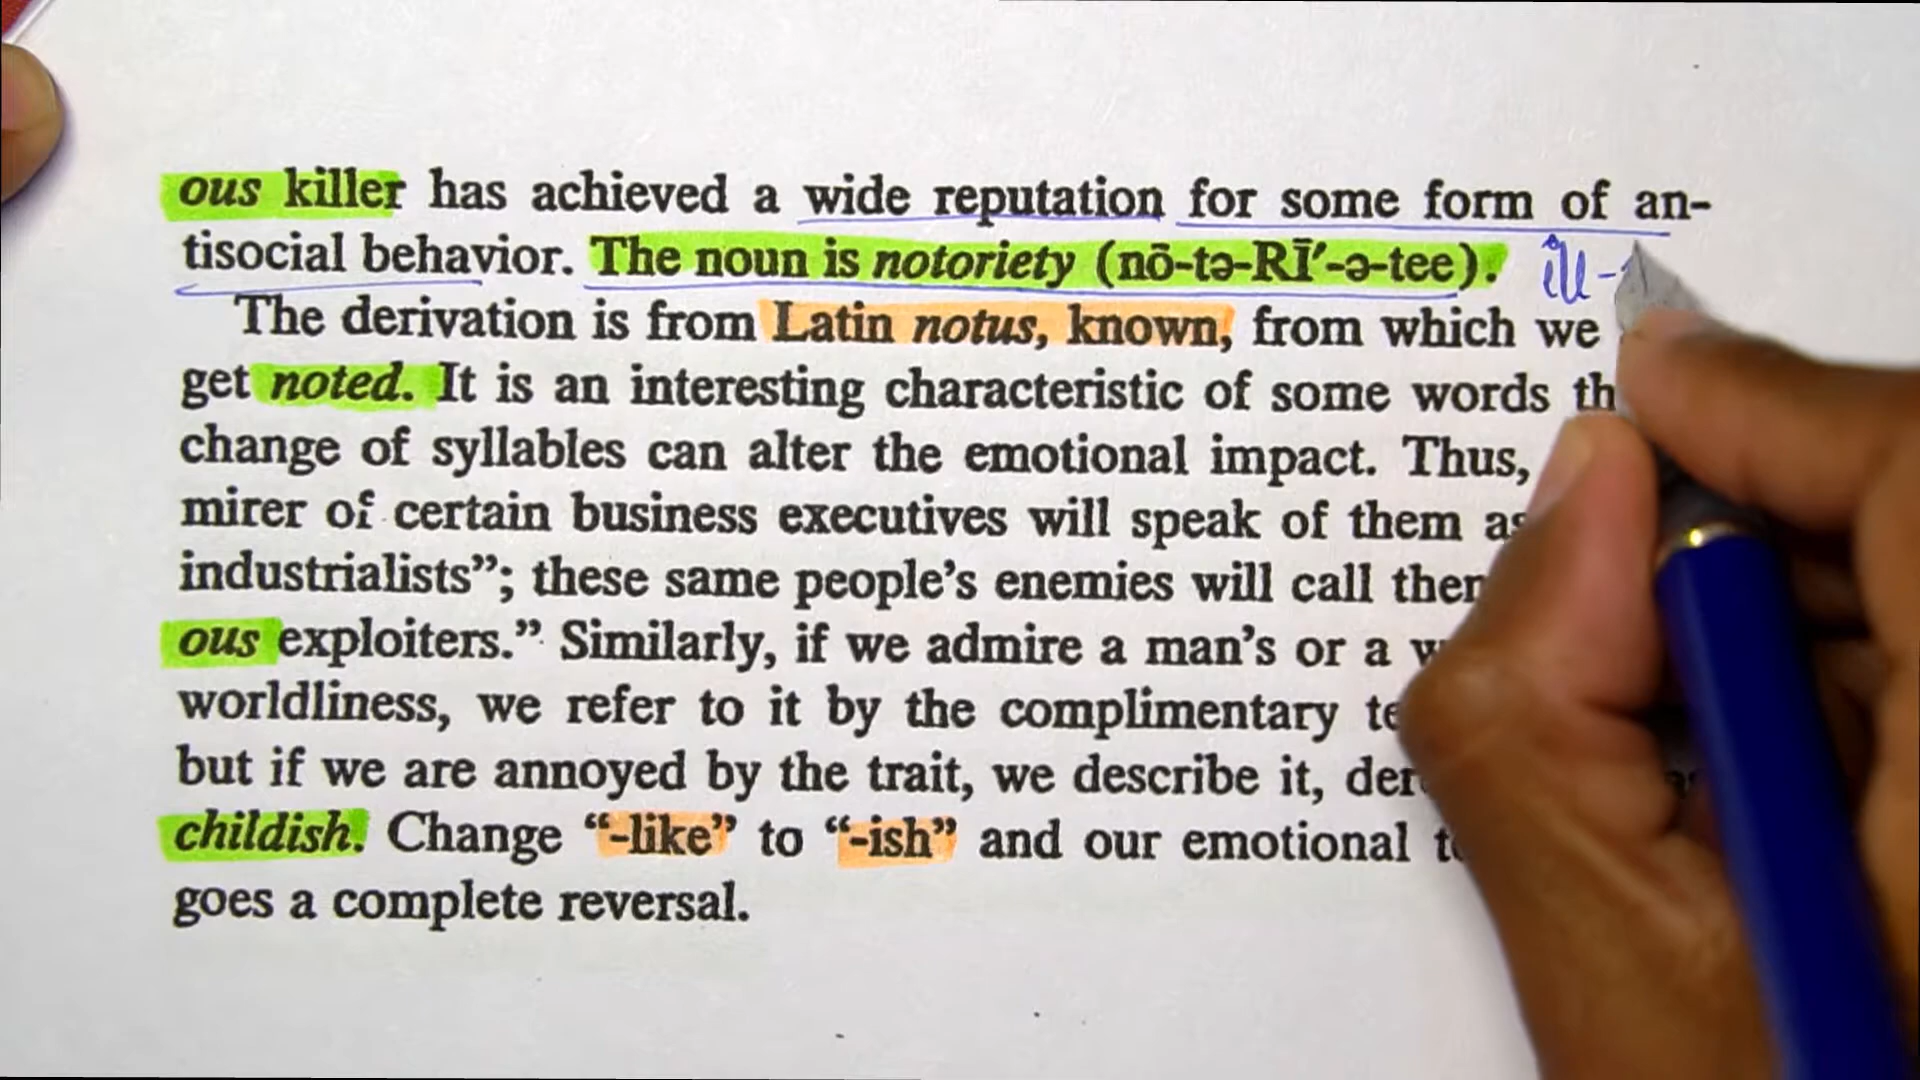 ous killer has achieved a wide reputation for some form of an-
tisocial behavior. The noun is notoriety (nō-tə-RĪ′-ə-tee). ill-
The derivation is from Latin notus, known, from which we
get noted. It is an interesting characteristic of some words
change of syllables can alter the emotional impact. Thus,
mirer of certain business executives will speak of them
industrialists”; these same people’s enemies will call
ous exploiters.” Similarly, if we admire a man’s or a
worldliness, we refer to it by the complimentary
but if we are annoyed by the trait, we describe it,
childish. Change “-like” to “-ish” and our emotional
goes a complete reversal.